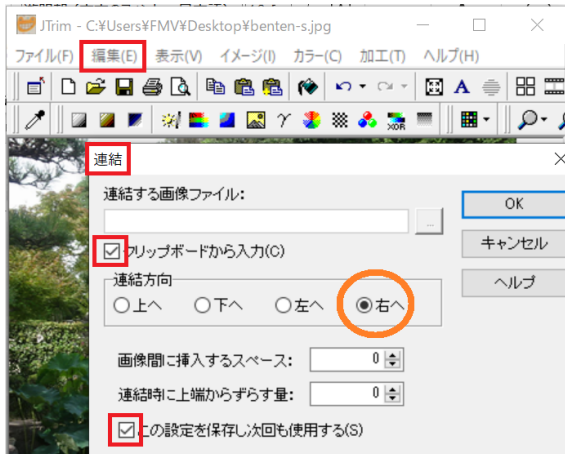 JTrim - C:¥Users¥FMV¥Desktop¥benten-s.jpg
ファイル(F) 編集(E) 表示(V) イメージ(I) カラー(C) 加工(T) ヘルプ(H)
A
γ XOR
連結
連結する画像ファイル:
OK
...
クリップボードから入力(C)
キャンセル
連結方向
ヘルプ
上へ 下へ 左へ 右へ
画像間に挿入するスペース: 0
連結時に上端からずらす量: 0
この設定を保存し次回も使用する(S)